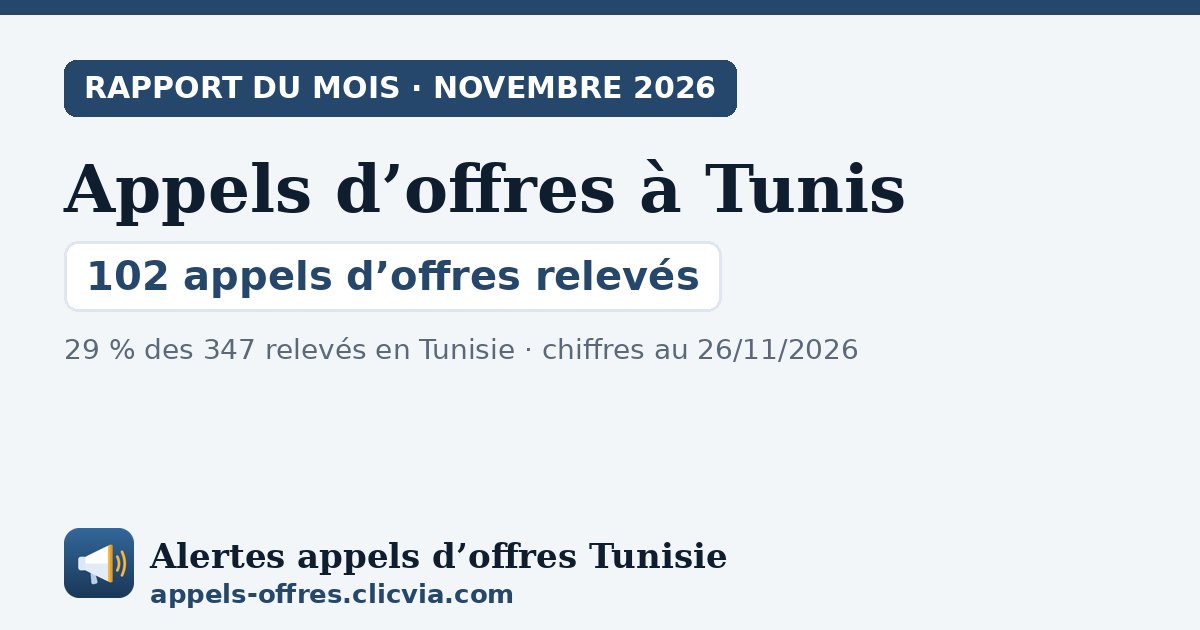 RAPPORT DU MOIS · NOVEMBRE 2026
Appels d’offres à Tunis
102 appels d’offres relevés
29 % des 347 relevés en Tunisie · chiffres au 26/11/2026
Alertes appels d’offres Tunisie
appels-offres.clicvia.com